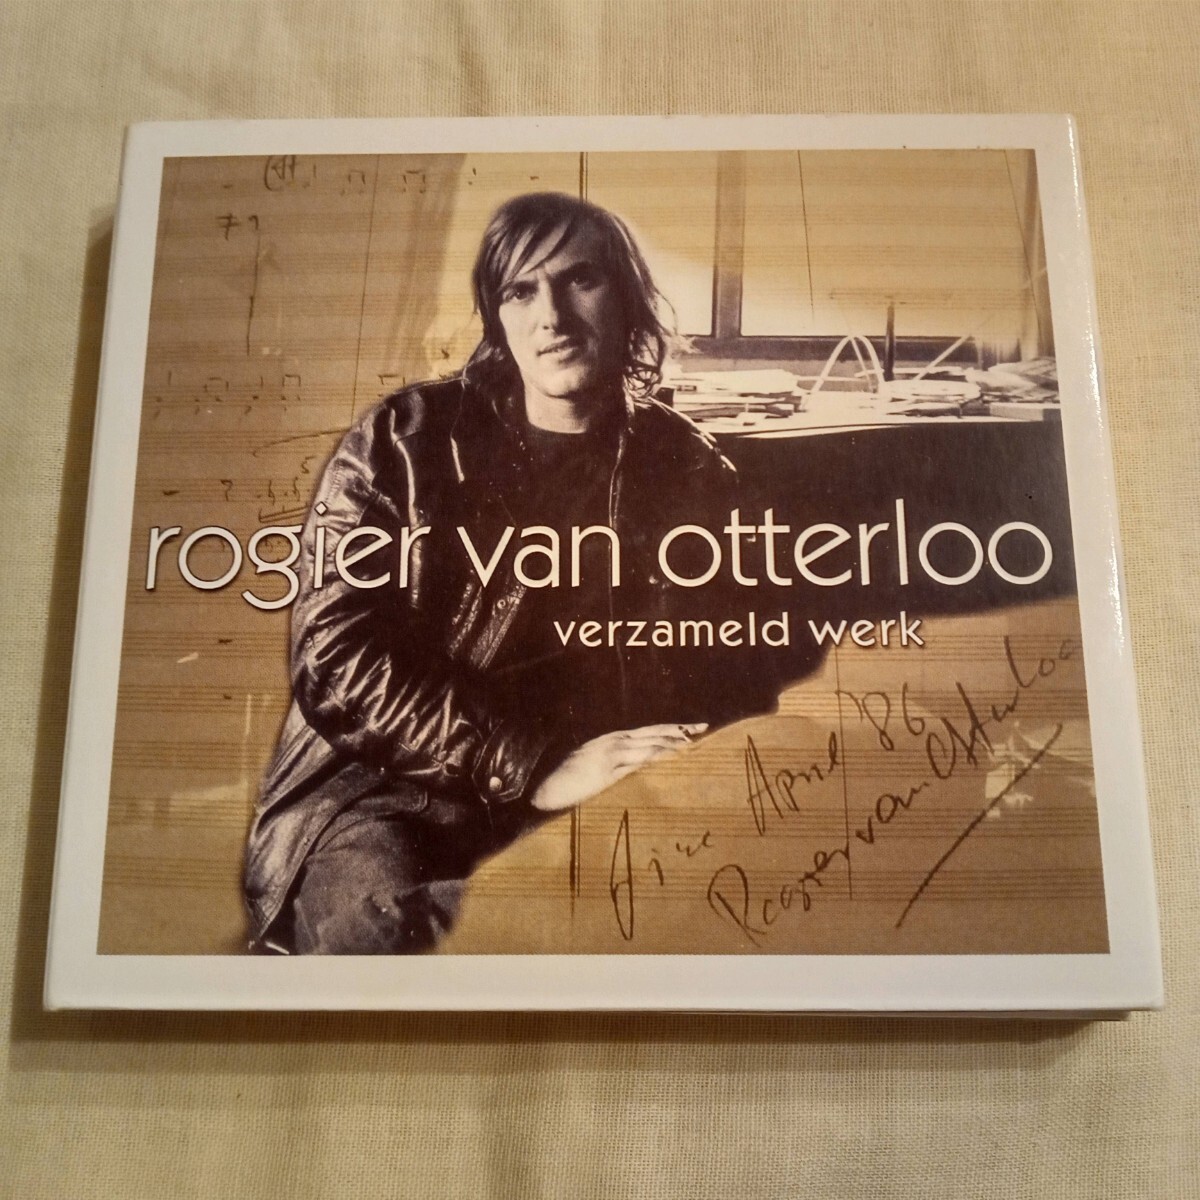 rogier van otterloo
verzameld werk
April '86
Rogier van Otterloo